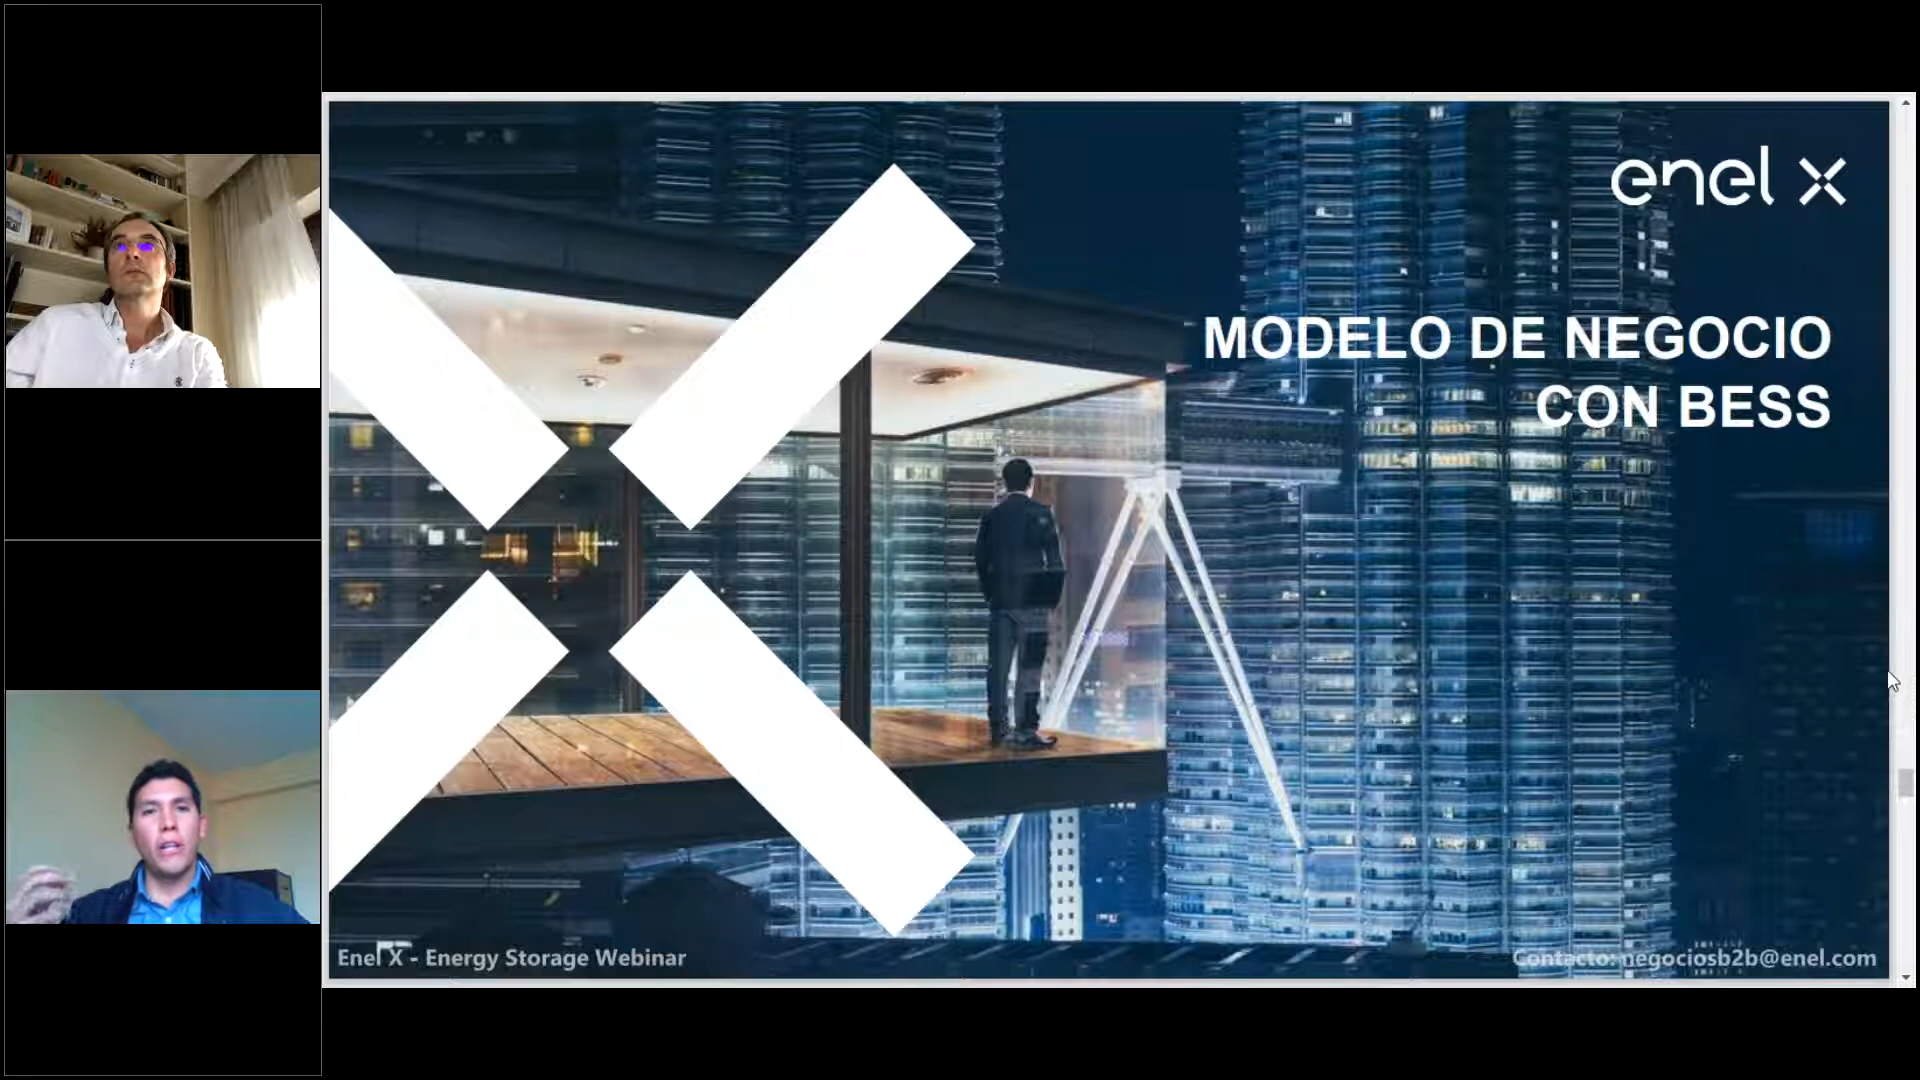 enel x
MODELO DE NEGOCIO
CON BESS
Enel X - Energy Storage Webinar
Contacto: negociosb2b@enel.com